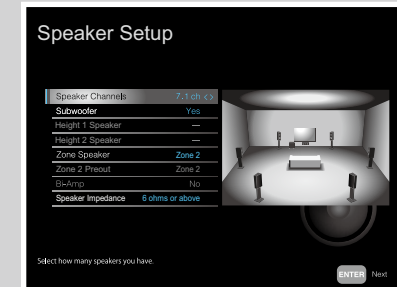 Speaker Setup
Speaker Channels 7.1 ch < >
Subwoofer Yes
Height 1 Speaker —
Height 2 Speaker —
Zone Speaker Zone 2
Zone 2 Preout Zone 2
Bi-Amp No
Speaker Impedance 6 ohms or above
Select how many speakers you have.
ENTER Next